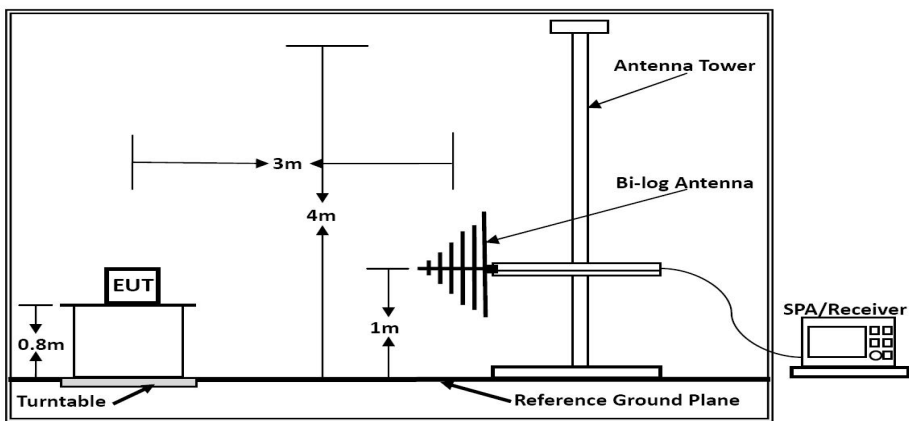 Antenna Tower
3m
Bi-log Antenna
4m
EUT
SPA/Receiver
0.8m
1m
Turntable
Reference Ground Plane